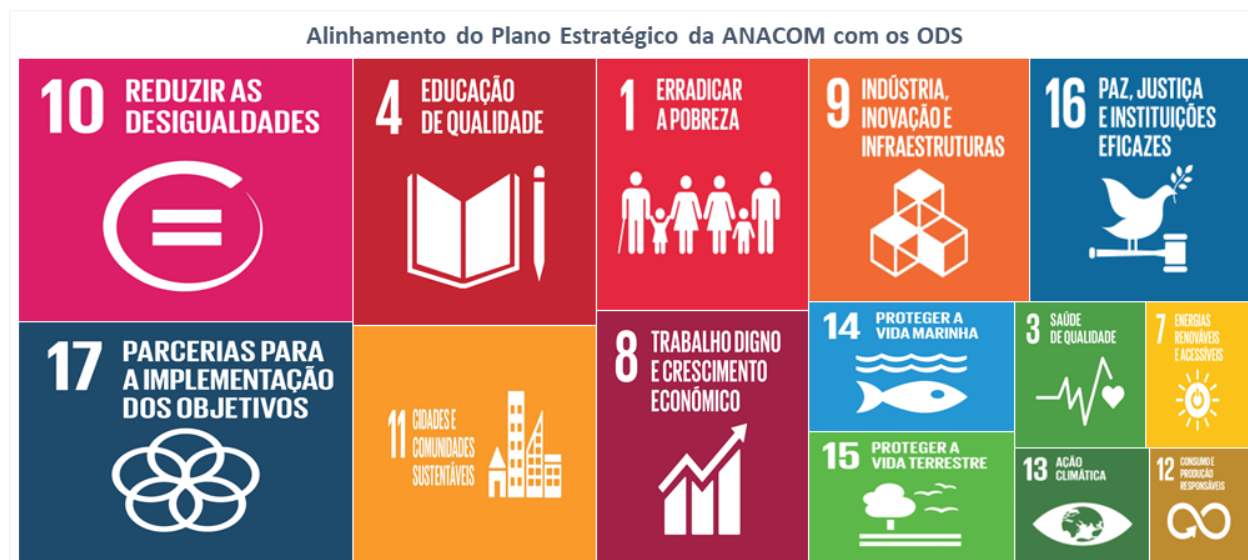 Alinhamento do Plano Estratégico da ANACOM com os ODS
10 REDUZIR AS
DESIGUALDADES
4 EDUCAÇÃO
DE QUALIDADE
1 ERRADICAR
A POBREZA
9 INDÚSTRIA,
INOVAÇÃO E
INFRAESTRUTURAS
16 PAZ, JUSTIÇA
E INSTITUIÇÕES
EFICAZES
17 PARCERIAS PARA
A IMPLEMENTAÇÃO
DOS OBJETIVOS
11 CIDADES E
COMUNIDADES
SUSTENTÁVEIS
8 TRABALHO DIGNO
E CRESCIMENTO
ECONÓMICO
14 PROTEGER A
VIDA MARINHA
3 SAÚDE
DE QUALIDADE
7 ENERGIAS
RENOVÁVEIS
E ACESSÍVEIS
15 PROTEGER A
VIDA TERRESTRE
13 AÇÃO
CLIMÁTICA
12 CONSUMO E
PRODUÇÃO
RESPONSÁVEIS